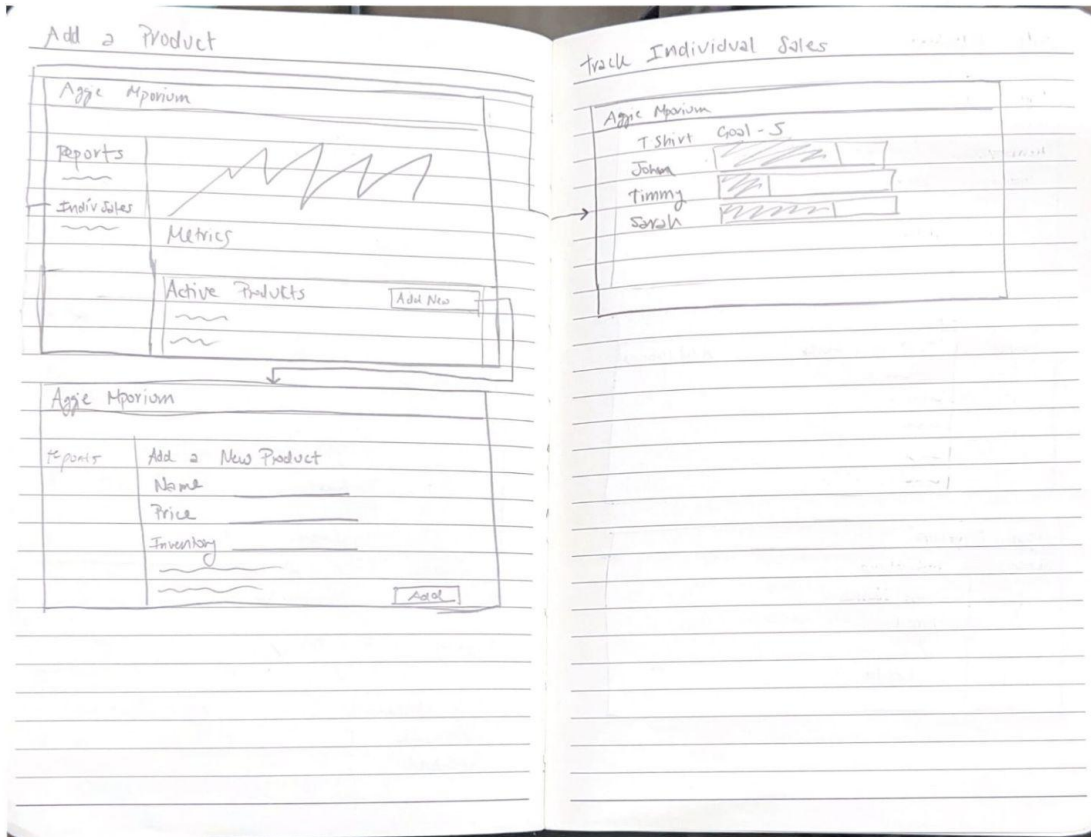 Add a Product
Aggie Mporium
Reports
Indiv Sales
Metrics
Active Products
Add New
Aggie Mporium
reports
Add a New Product
Name
Price
Inventory
Add
Track Individual Sales
Aggie Mporium
T Shirt Goal - 5
Timmy
Sarah